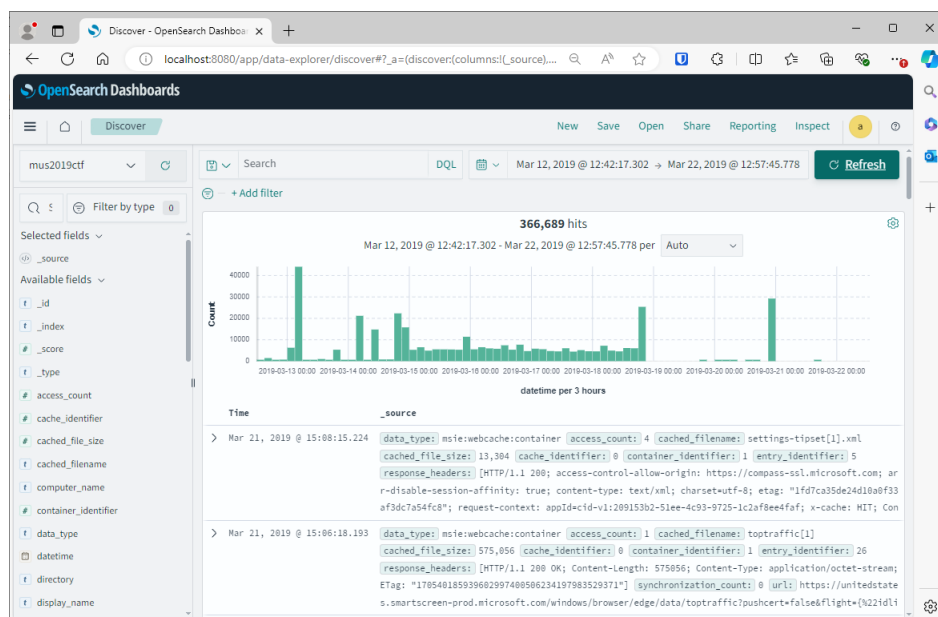 Discover - OpenSearch Dashboar
localhost:8080/app/data-explorer/discover#?_a=(discover:(columns:!(_source),...
OpenSearch Dashboards
Discover
New Save Open Share Reporting Inspect a
mus2019ctf
Search
DQL
Mar 12, 2019 @ 12:42:17.302 → Mar 22, 2019 @ 12:57:45.778
Refresh
+ Add filter
Filter by type 0
Selected fields
_source
Available fields
t _id
t _index
# _score
t _type
# access_count
# cache_identifier
# cached_file_size
t cached_filename
t computer_name
# container_identifier
t data_type
datetime
t directory
t display_name
366,689 hits
Mar 12, 2019 @ 12:42:17.302 - Mar 22, 2019 @ 12:57:45.778 per Auto
Count
40000
30000
20000
10000
0
2019-03-13 00:00 2019-03-14 00:00 2019-03-15 00:00 2019-03-16 00:00 2019-03-17 00:00 2019-03-18 00:00 2019-03-19 00:00 2019-03-20 00:00 2019-03-21 00:00 2019-03-22 00:00
datetime per 3 hours
Time _source
Mar 21, 2019 @ 15:08:15.224 data_type: msie:webcache:container access_count: 4 cached_filename: settings-tipset[1].xml
cached_file_size: 13,304 cache_identifier: 0 container_identifier: 1 entry_identifier: 5
response_headers: [HTTP/1.1 200; access-control-allow-origin: https://compass-ssl.microsoft.com; ar
r-disable-session-affinity: true; content-type: text/xml; charset=utf-8; etag: "1fd7ca35de24d10a0f33
af3dc7a54fc8"; request-context: appId=cid-v1:209153b2-51ee-4c93-9725-1c2af8ee4faf; x-cache: HIT; Con
Mar 21, 2019 @ 15:06:18.193 data_type: msie:webcache:container access_count: 1 cached_filename: toptraffic[1]
cached_file_size: 575,056 cache_identifier: 0 container_identifier: 1 entry_identifier: 26
response_headers: [HTTP/1.1 200 OK; Content-Length: 575056; Content-Type: application/octet-stream;
ETag: "170540185939602997400506234197983529371"] synchronization_count: 0 url: https://unitedstate
s.smartscreen-prod.microsoft.com/windows/browser/edge/data/toptraffic?pushcert=false&flight={%22idli